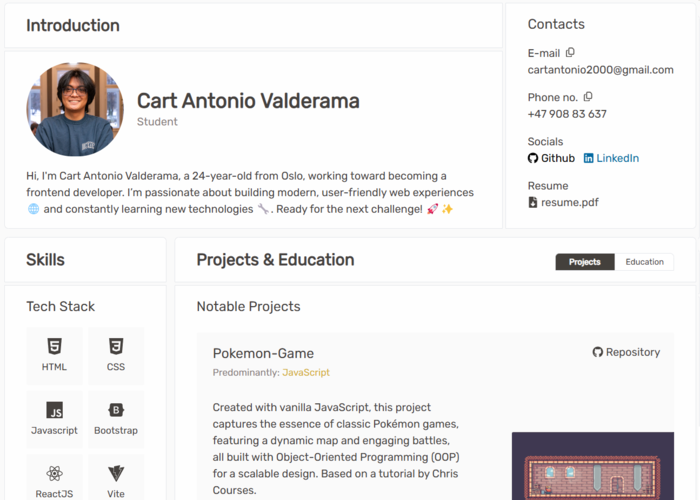 Introduction
Cart Antonio Valderama
Student
Hi, I'm Cart Antonio Valderama, a 24-year-old from Oslo, working toward becoming a
frontend developer. I'm passionate about building modern, user-friendly web experiences
🌐 and constantly learning new technologies 🔧. Ready for the next challenge! 🚀✨
Contacts
E-mail
cartantonio2000@gmail.com
Phone no.
+47 908 83 637
Socials
Github LinkedIn
Resume
resume.pdf
Skills
Tech Stack
HTML CSS
Javascript Bootstrap
ReactJS Vite
Projects & Education
Projects Education
Notable Projects
Pokemon-Game
Repository
Predominantly: JavaScript
Created with vanilla JavaScript, this project
captures the essence of classic Pokémon games,
featuring a dynamic map and engaging battles,
all built with Object-Oriented Programming (OOP)
for a scalable design. Based on a tutorial by Chris
Courses.